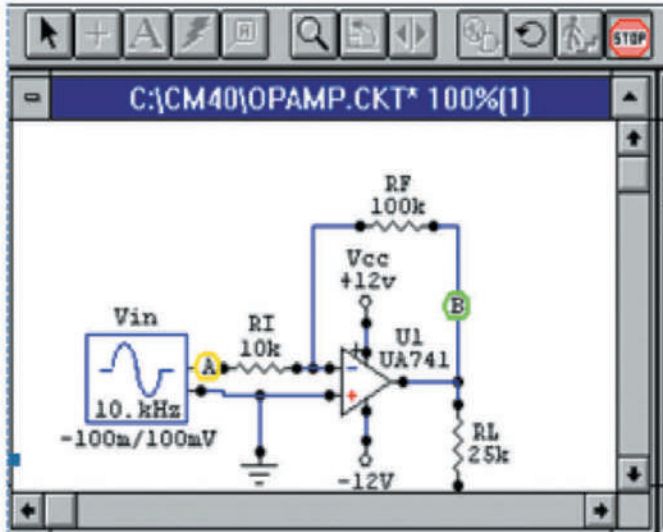 A
STOP
C:\CM40\OPAMP.CKT* 100%(1)
RF
100k
Vcc
+12v
B
Vin
A
RI
10k
U1
UA741
-
+
10.kHz
-100m/100mV
RL
25k
-12V